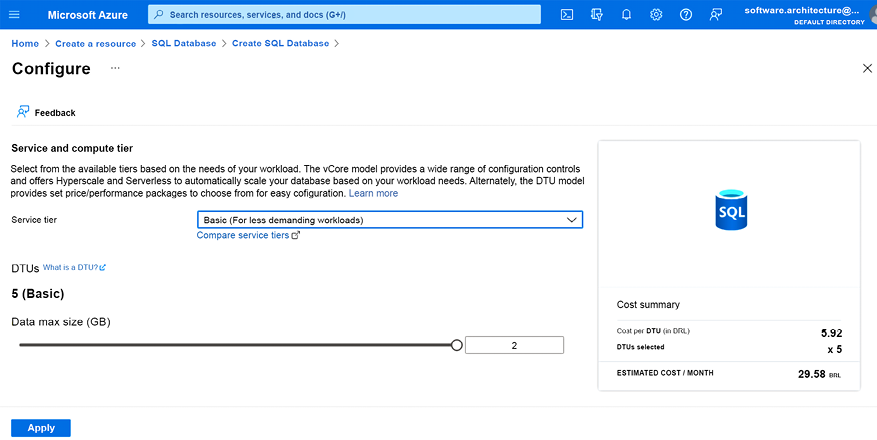 Microsoft Azure
Search resources, services, and docs (G+/)
software.architecture@...
DEFAULT DIRECTORY
Home > Create a resource > SQL Database > Create SQL Database >
Configure ...
Feedback
Service and compute tier
Select from the available tiers based on the needs of your workload. The vCore model provides a wide range of configuration controls
and offers Hyperscale and Serverless to automatically scale your database based on your workload needs. Alternately, the DTU model
provides set price/performance packages to choose from for easy cofiguration. Learn more
Service tier
Basic (For less demanding workloads)
Compare service tiers
DTUs What is a DTU?
5 (Basic)
Data max size (GB)
2
SQL
Cost summary
Coat per DTU (in DRL) 5.92
DTUs selected x 5
ESTIMATED COST / MONTH 29.58 BRL
Apply